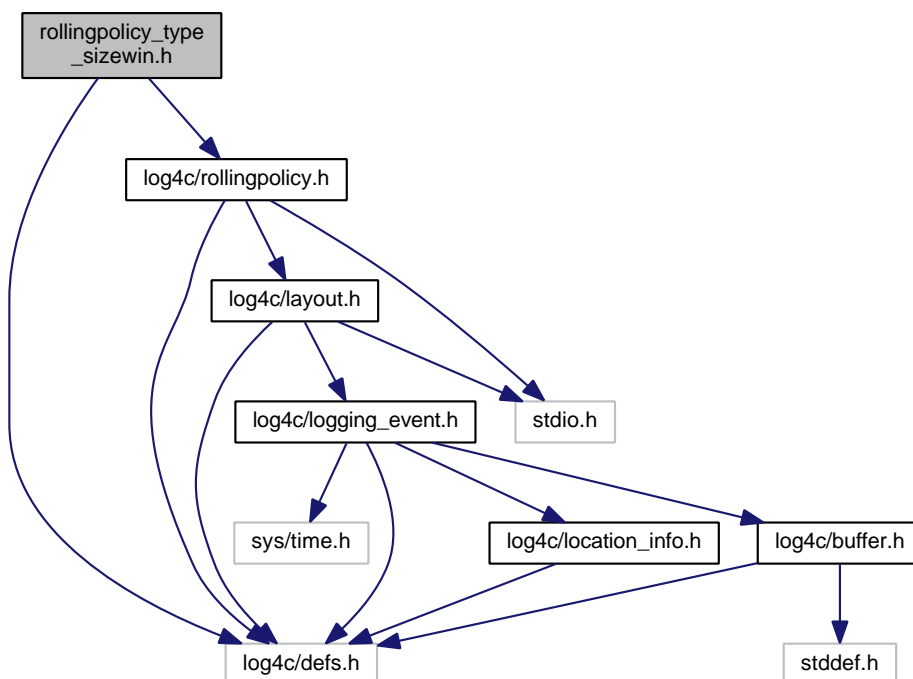 rollingpolicy_type
_sizewin.h
log4c/rollingpolicy.h
log4c/layout.h
log4c/logging_event.h
stdio.h
sys/time.h
log4c/location_info.h
log4c/buffer.h
log4c/defs.h
stddef.h